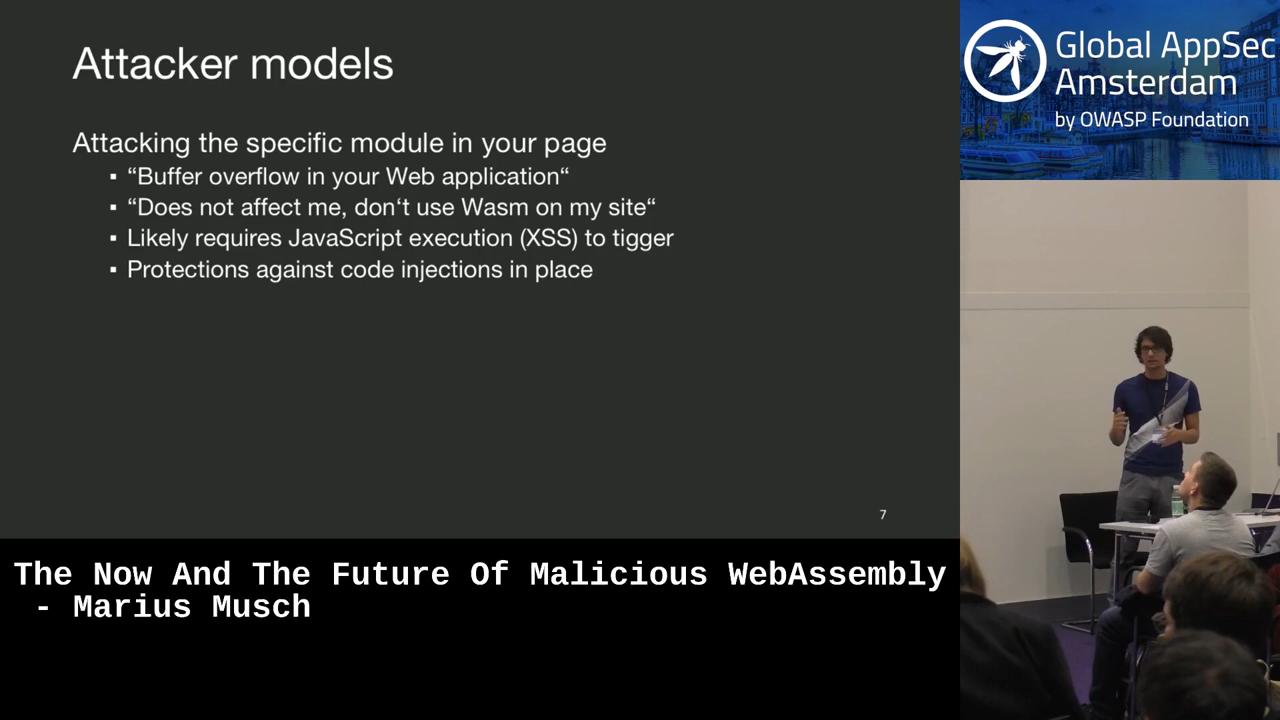 Attacker models
Attacking the specific module in your page
▪ “Buffer overflow in your Web application“
▪ “Does not affect me, don‘t use Wasm on my site“
▪ Likely requires JavaScript execution (XSS) to tigger
▪ Protections against code injections in place
7
Global AppSec
Amsterdam
by OWASP Foundation
The Now And The Future Of Malicious WebAssembly
- Marius Musch